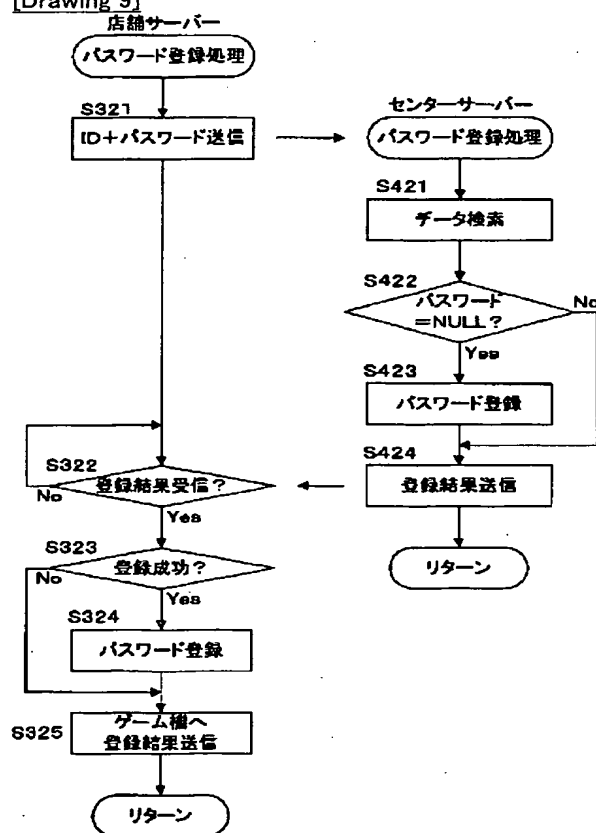 [Drawing 9]
店舗サーバー
パスワード登録処理
S321
ID+パスワード送信
センターサーバー
パスワード登録処理
S421
データ検索
S422
パスワード
=NULL?
No
Yes
S423
パスワード登録
S424
登録結果送信
リターン
S322
登録結果受信?
No
Yes
S323
登録成功?
No
Yes
S324
パスワード登録
S325
ゲーム機へ
登録結果送信
リターン